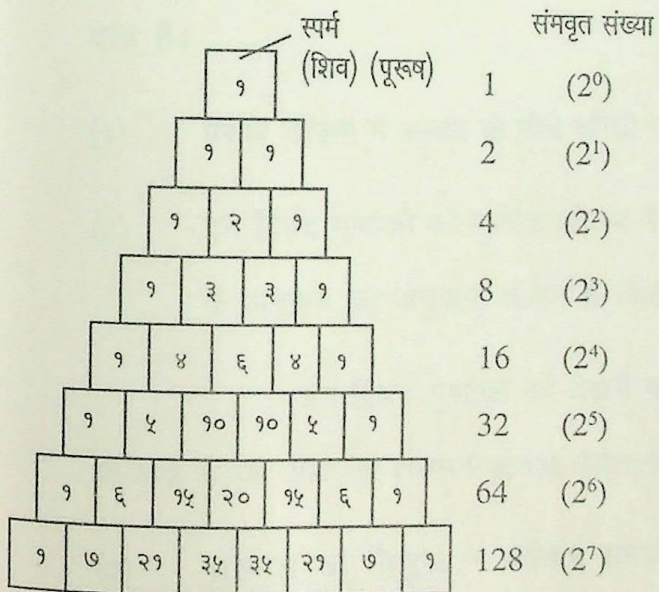 स्पर्म संमवृत संख्या
(शिव) (पूरूष)
१ 1 (2⁰)
१ १ 2 (2¹)
१ २ १ 4 (2²)
१ ३ ३ १ 8 (2³)
१ ४ ६ ४ १ 16 (2⁴)
१ ५ १० १० ५ १ 32 (2⁵)
१ ६ १५ २० १५ ६ १ 64 (2⁶)
१ ७ २१ ३५ ३५ २१ ७ १ 128 (2⁷)